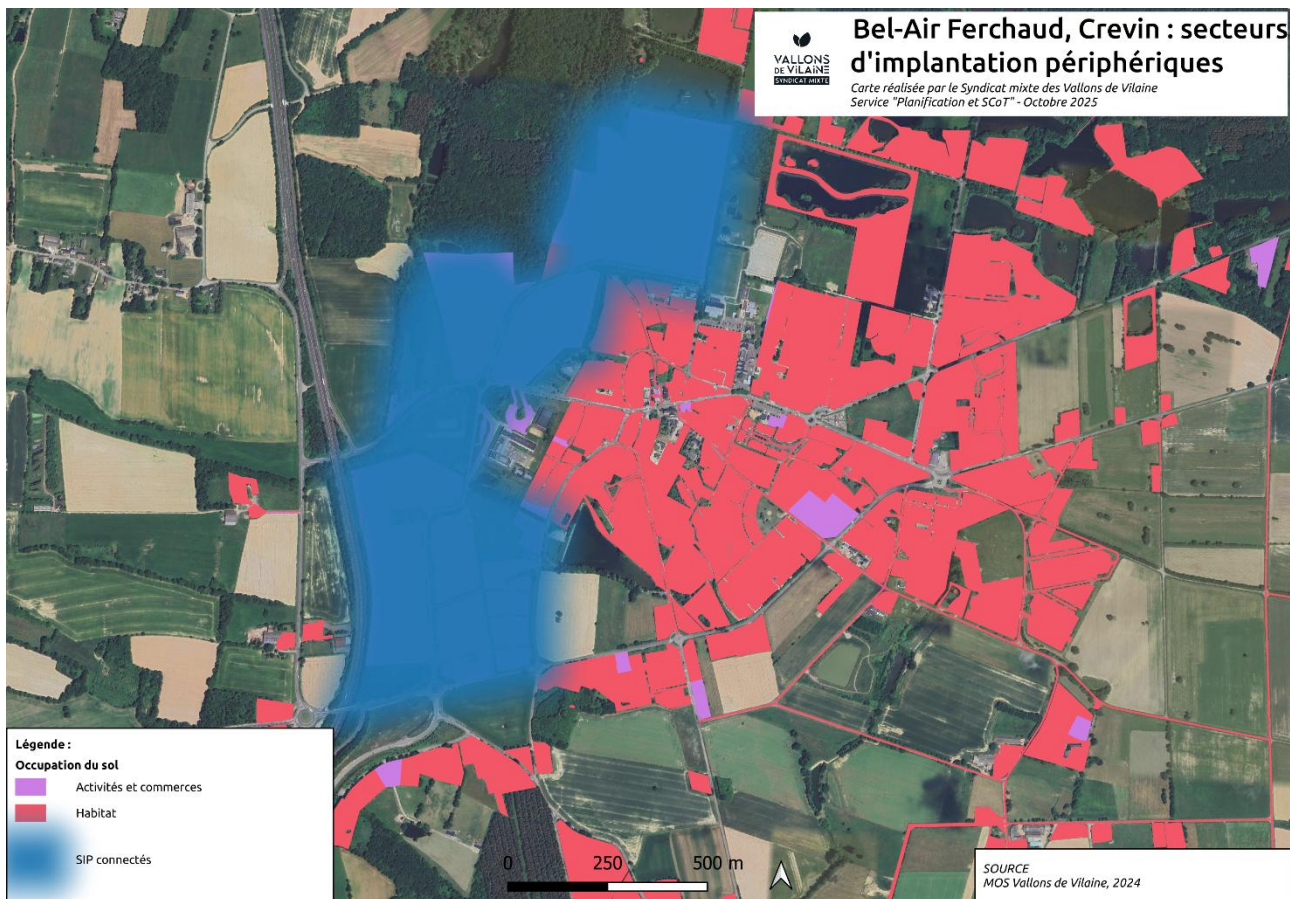 VALLONS
DE VILAINE
SYNDICAT MIXTE
Bel-Air Ferchaud, Crevin : secteurs
d'implantation périphériques
Carte réalisée par le Syndicat mixte des Vallons de Vilaine
Service "Planification et SCoT" - Octobre 2025
Légende :
Occupation du sol
Activités et commerces
Habitat
SIP connectés
0 250 500 m
SOURCE
MOS Vallons de Vilaine, 2024